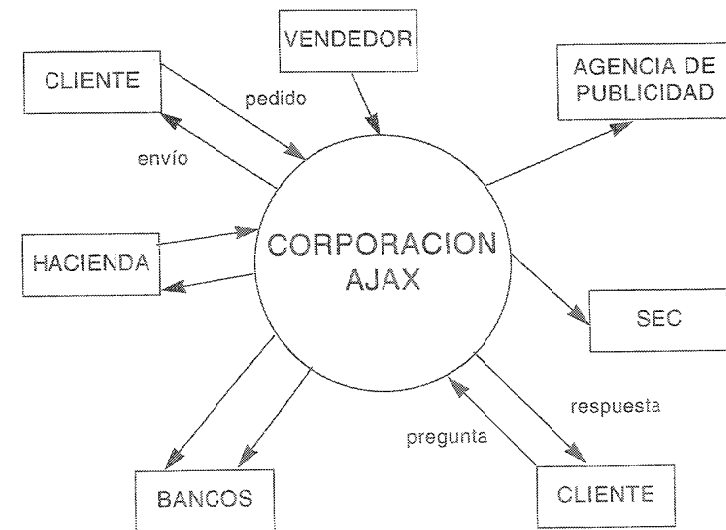 VENDEDOR
CLIENTE
AGENCIA DE
PUBLICIDAD
pedido
envío
CORPORACION
AJAX
HACIENDA
SEC
respuesta
pregunta
BANCOS
CLIENTE